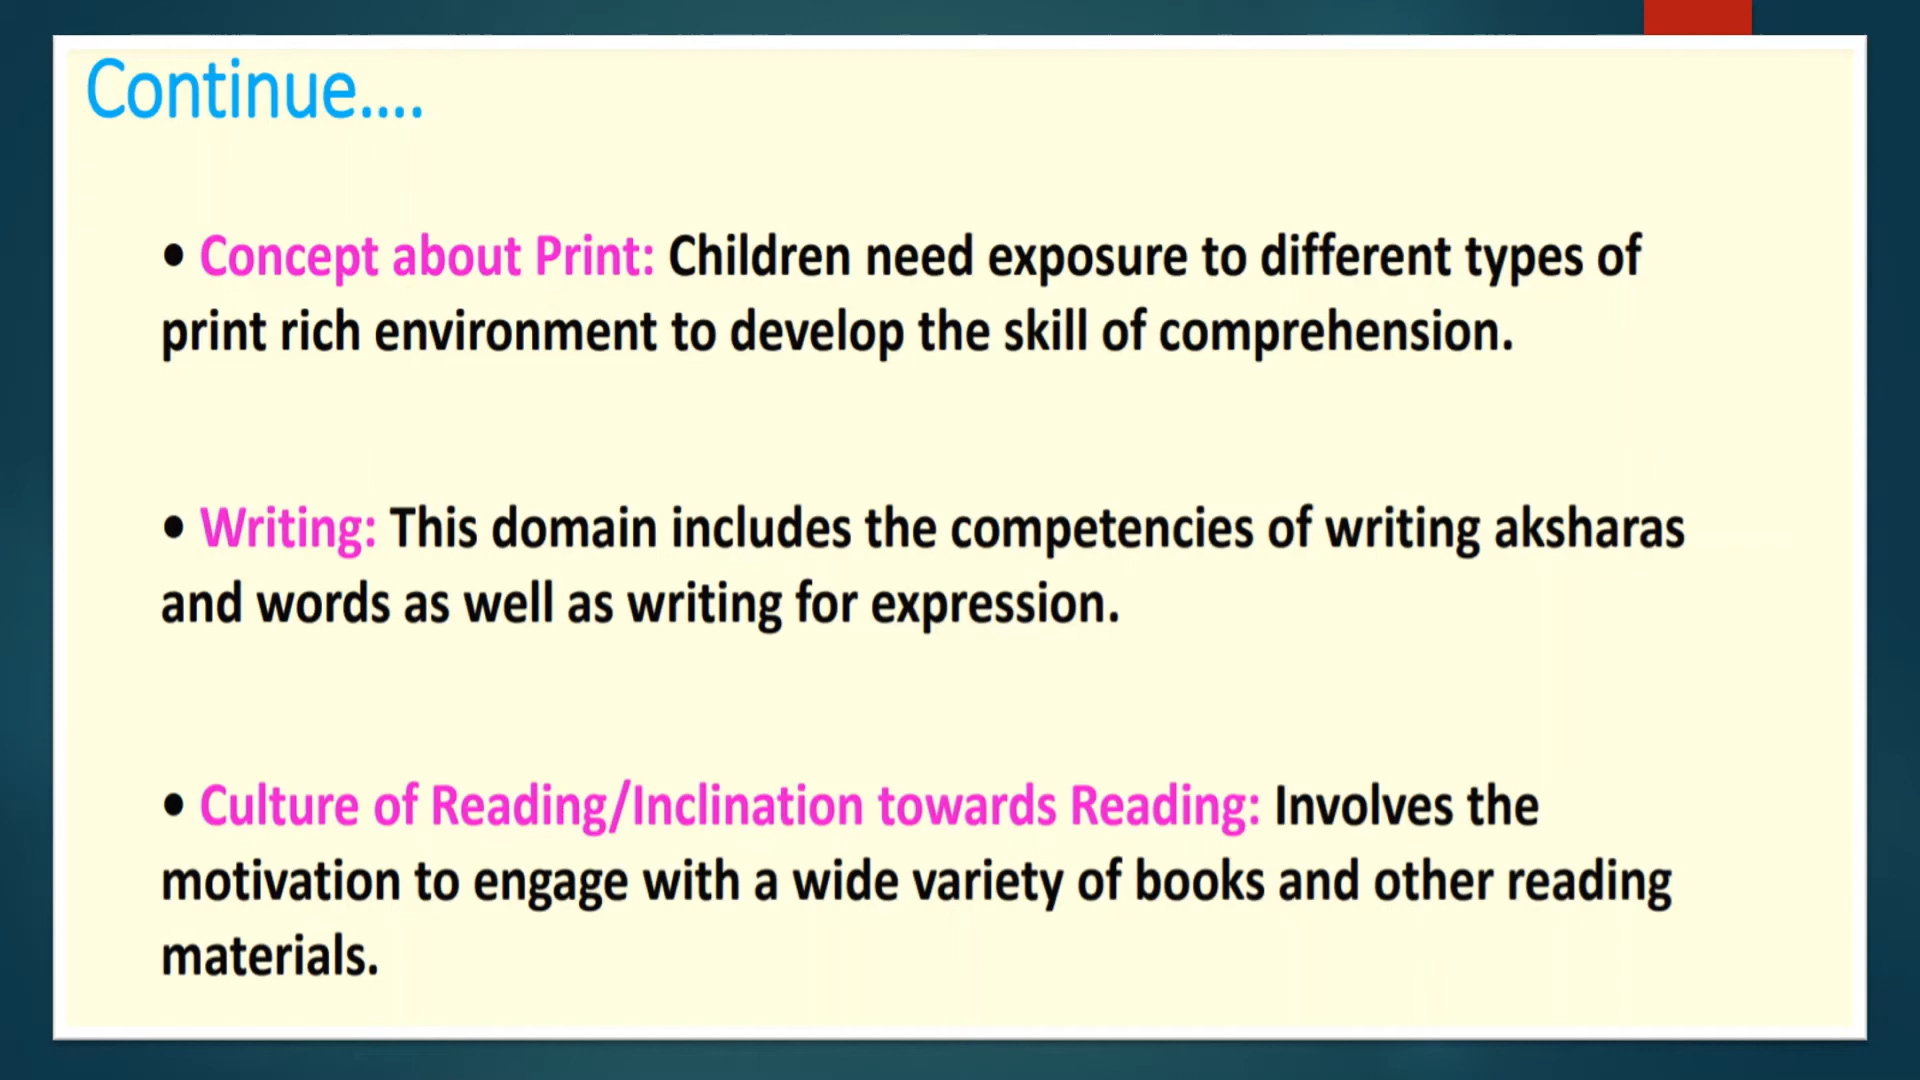 Continue....
• Concept about Print: Children need exposure to different types of
print rich environment to develop the skill of comprehension.
• Writing: This domain includes the competencies of writing aksharas
and words as well as writing for expression.
• Culture of Reading/Inclination towards Reading: Involves the
motivation to engage with a wide variety of books and other reading
materials.